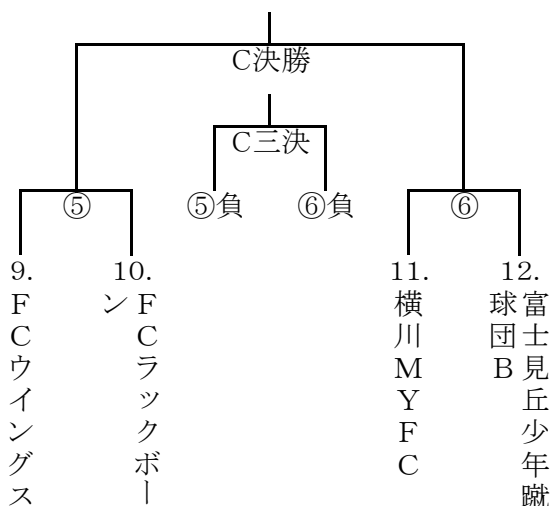 C決勝
C三決
⑤
⑤負
⑥負
⑥
9.
10.
11.
12.
FCウイングス
FCラックボー
ン
横川MYFC
富士見丘少年蹴
球団B